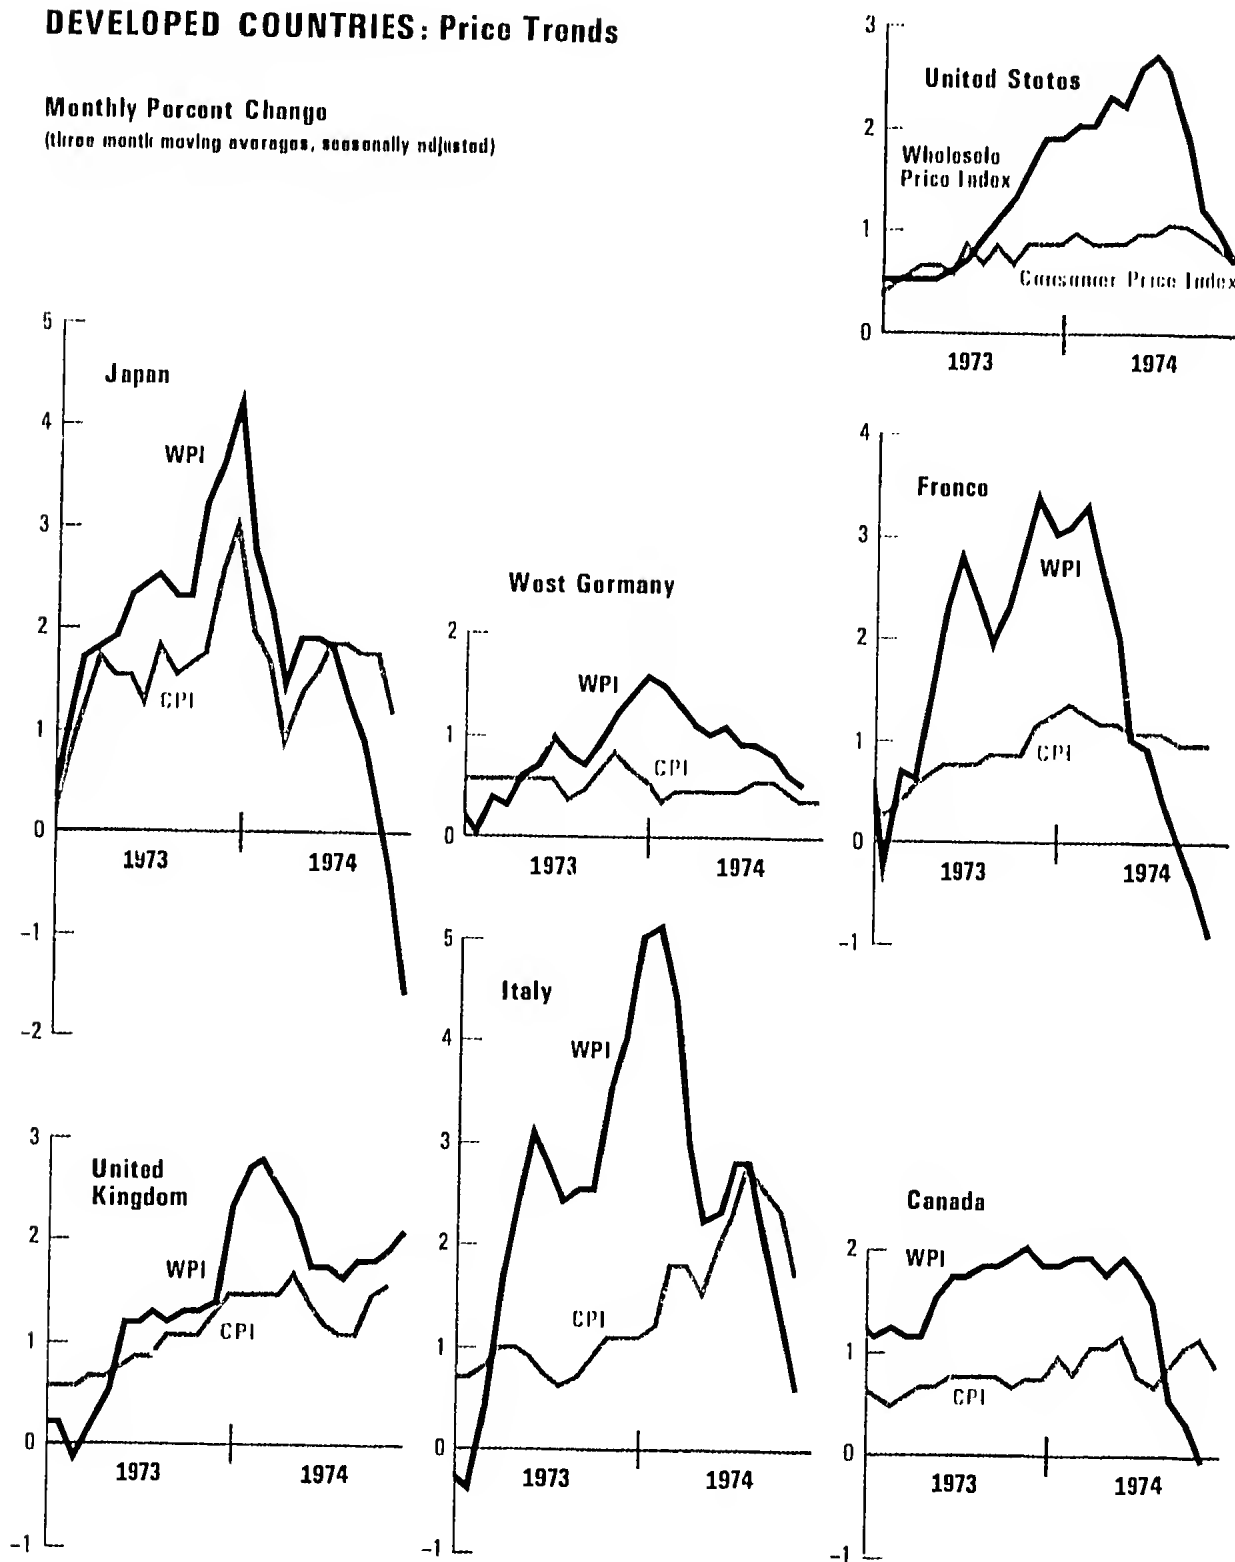 DEVELOPED COUNTRIES: Price Trends
Monthly Percent Change
(three month moving averages, seasonally adjusted)
3
United States
2
Wholesale
Price Index
1
Consumer Price Index
0
1973
1974
5
Japan
4
WPI
3
2
CPI
1
0
1973
1974
-1
-2
West Germany
2
WPI
1
CPI
0
1973
1974
4
France
3
WPI
2
1
CPI
0
1973
1974
-1
5
Italy
4
WPI
3
2
CPI
1
0
1973
1974
-1
3
United
Kingdom
2
WPI
CPI
1
0
1973
1974
-1
Canada
2
WPI
1
CPI
0
1973
1974
-1